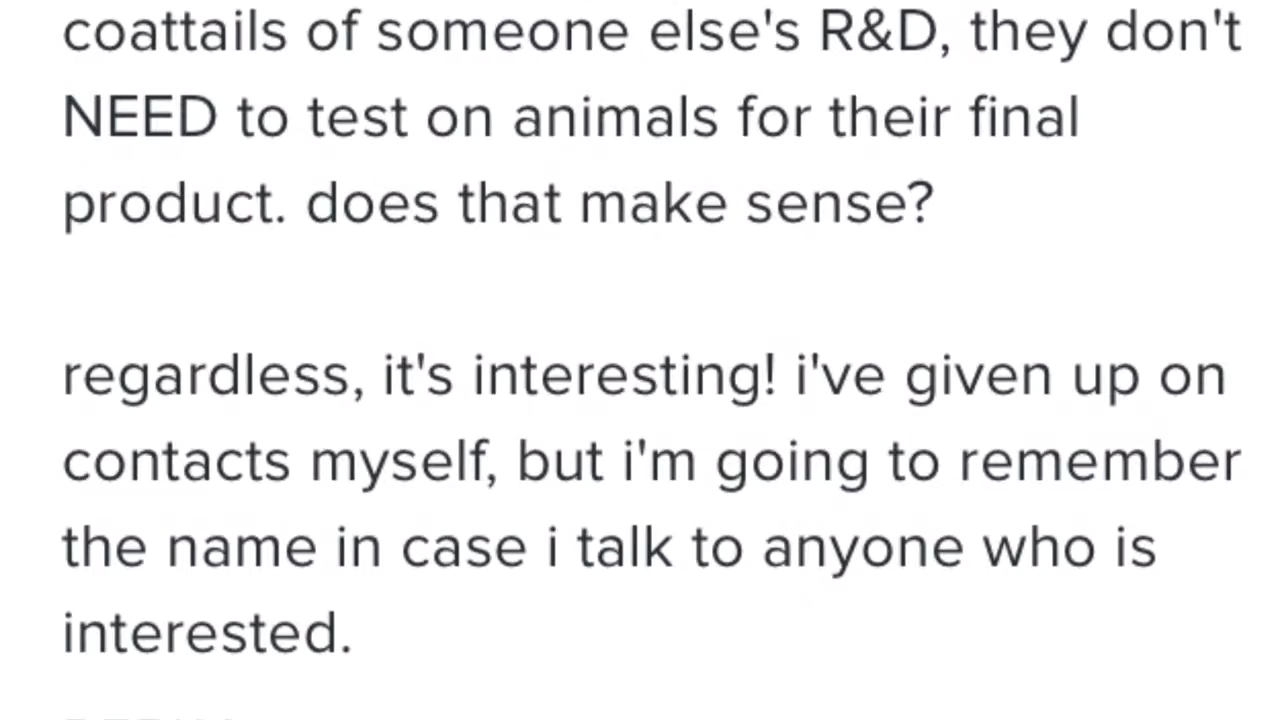 coattails of someone else's R&D, they don't
NEED to test on animals for their final
product. does that make sense?
regardless, it's interesting! i've given up on
contacts myself, but i'm going to remember
the name in case i talk to anyone who is
interested.